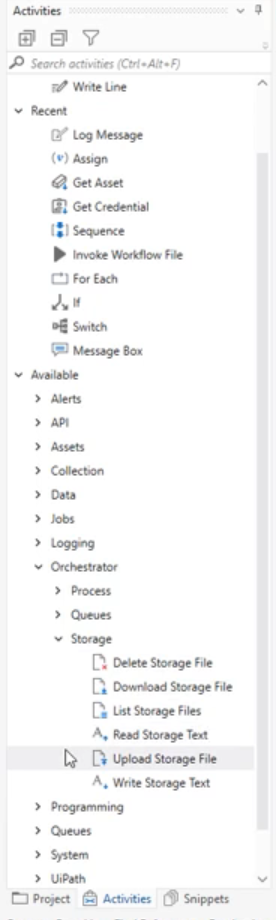 Activities
Search activities (Ctrl+Alt+F)
Write Line
Recent
Log Message
Assign
Get Asset
Get Credential
Sequence
Invoke Workflow File
For Each
If
Switch
Message Box
Available
Alerts
API
Assets
Collection
Data
Jobs
Logging
Orchestrator
Process
Queues
Storage
Delete Storage File
Download Storage File
List Storage Files
Read Storage Text
Upload Storage File
Write Storage Text
Programming
Queues
System
UiPath
Project Activities Snippets